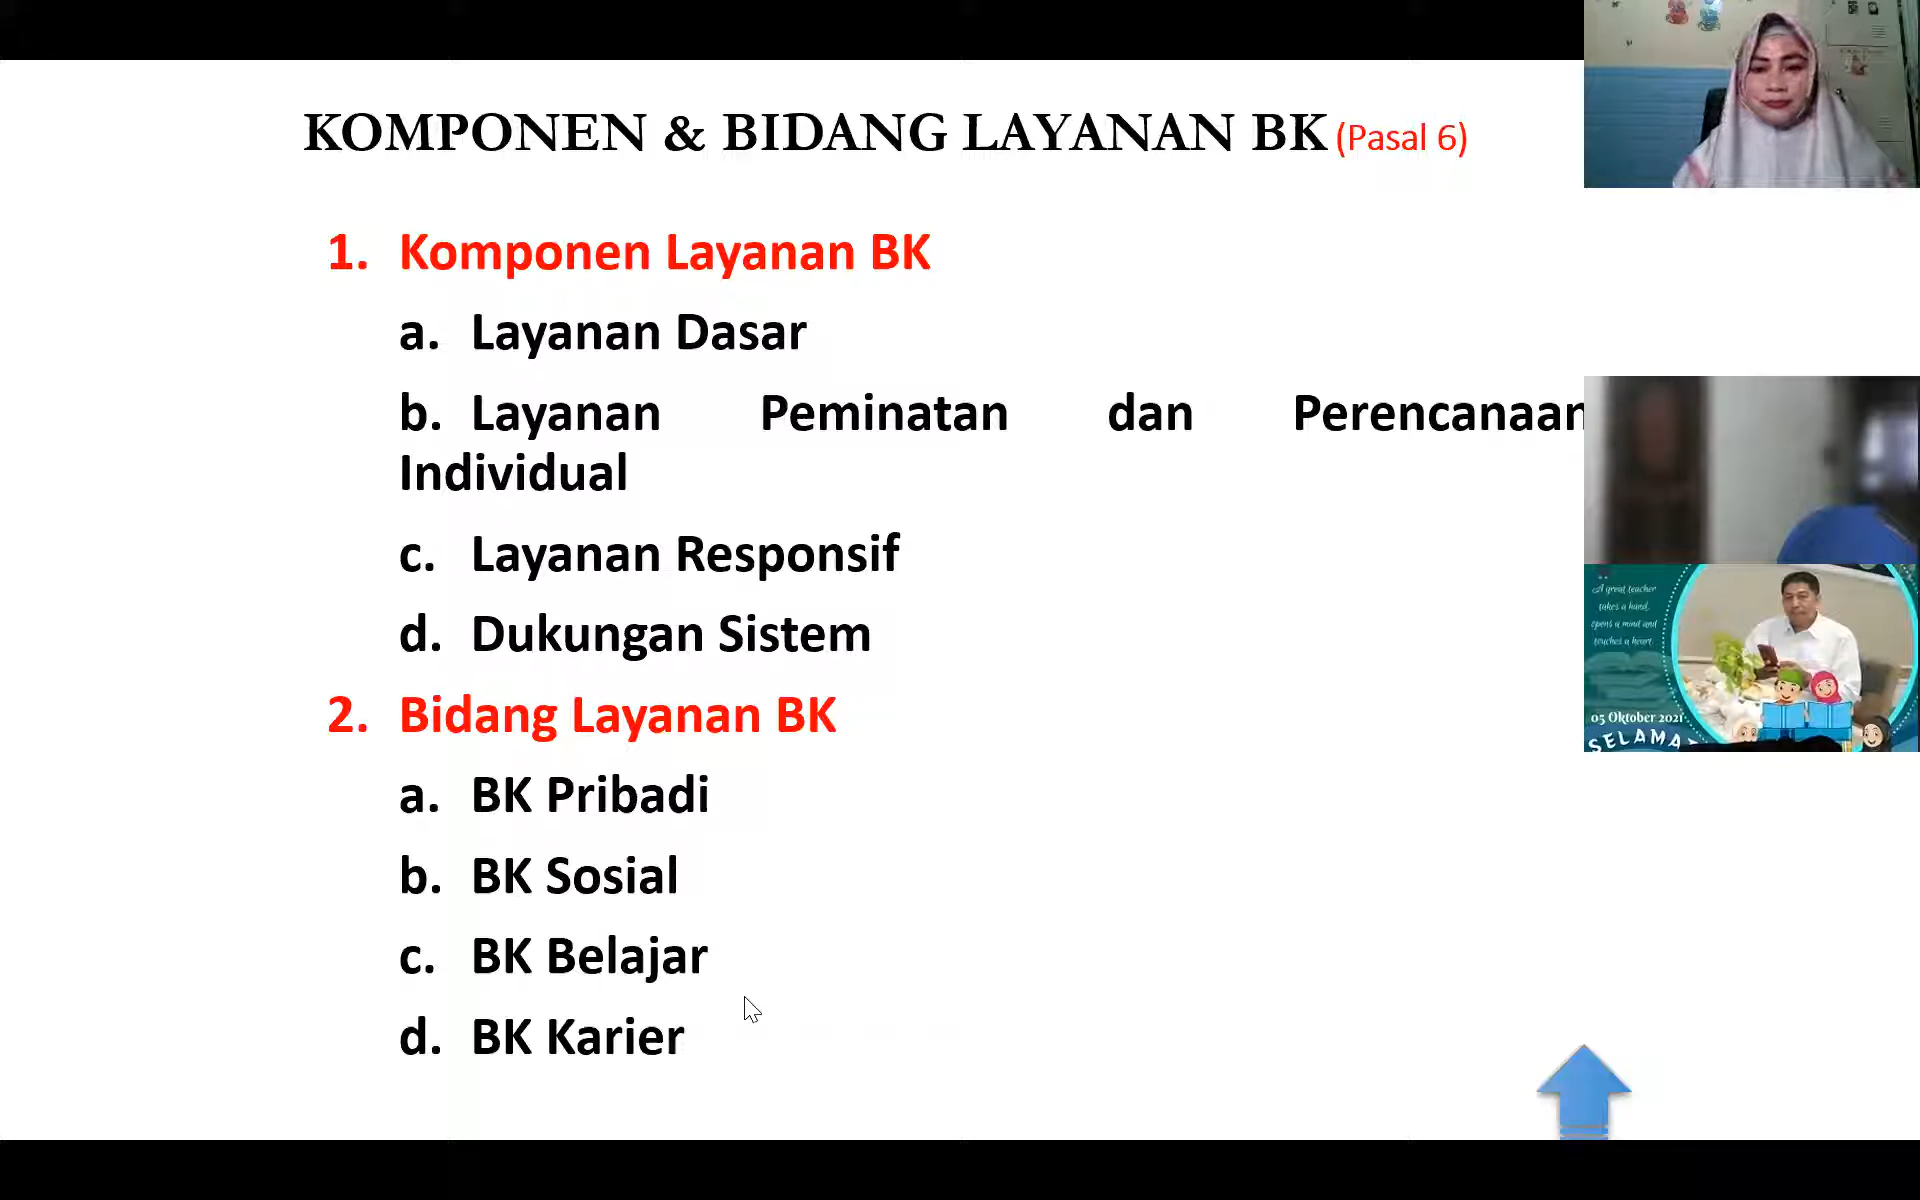 KOMPONEN & BIDANG LAYANAN BK (Pasal 6)
1. Komponen Layanan BK
a. Layanan Dasar
b. Layanan Peminatan dan Perencanaan
Individual
c. Layanan Responsif
d. Dukungan Sistem
2. Bidang Layanan BK
a. BK Pribadi
b. BK Sosial
c. BK Belajar
d. BK Karier
A great teacher
takes a hand,
opens a mind and
touches a heart.
05 Oktober 2021
SELAMA